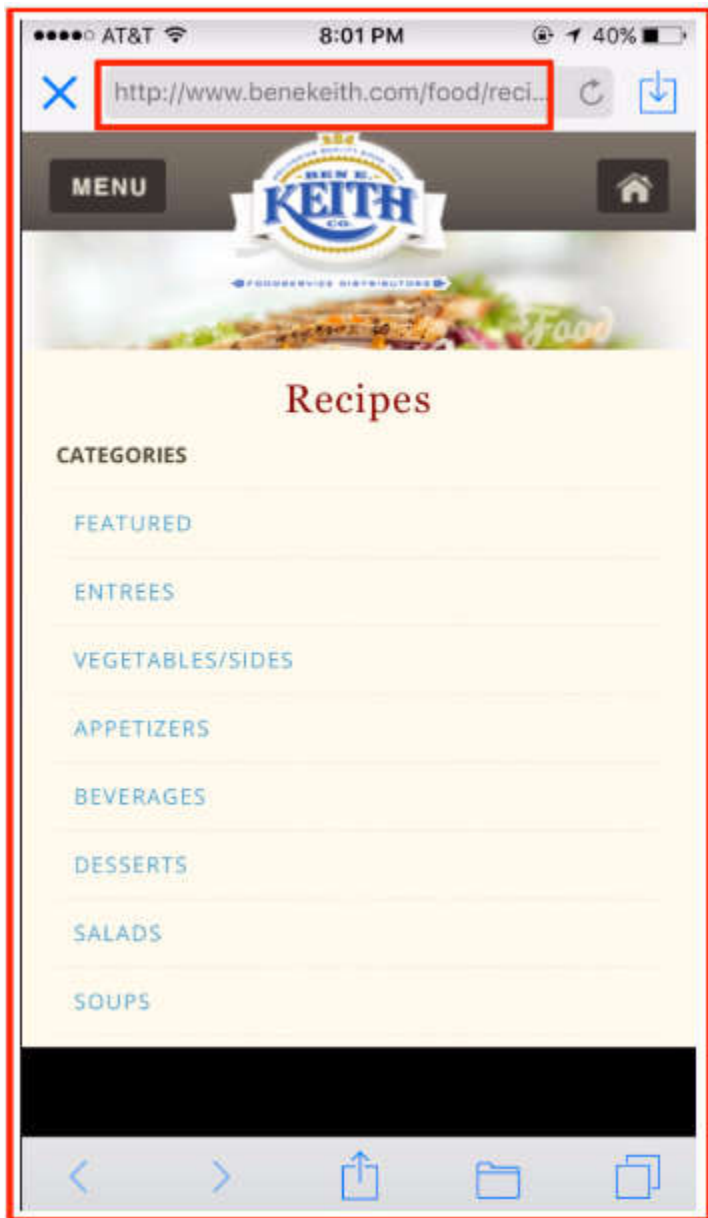 AT&T 8:01 PM 40%
http://www.benekeith.com/food/reci...
MENU
BEN E.
KEITH
CO.
FOODSERVICE DISTRIBUTORS
Food
Recipes
CATEGORIES
FEATURED
ENTREES
VEGETABLES/SIDES
APPETIZERS
BEVERAGES
DESSERTS
SALADS
SOUPS